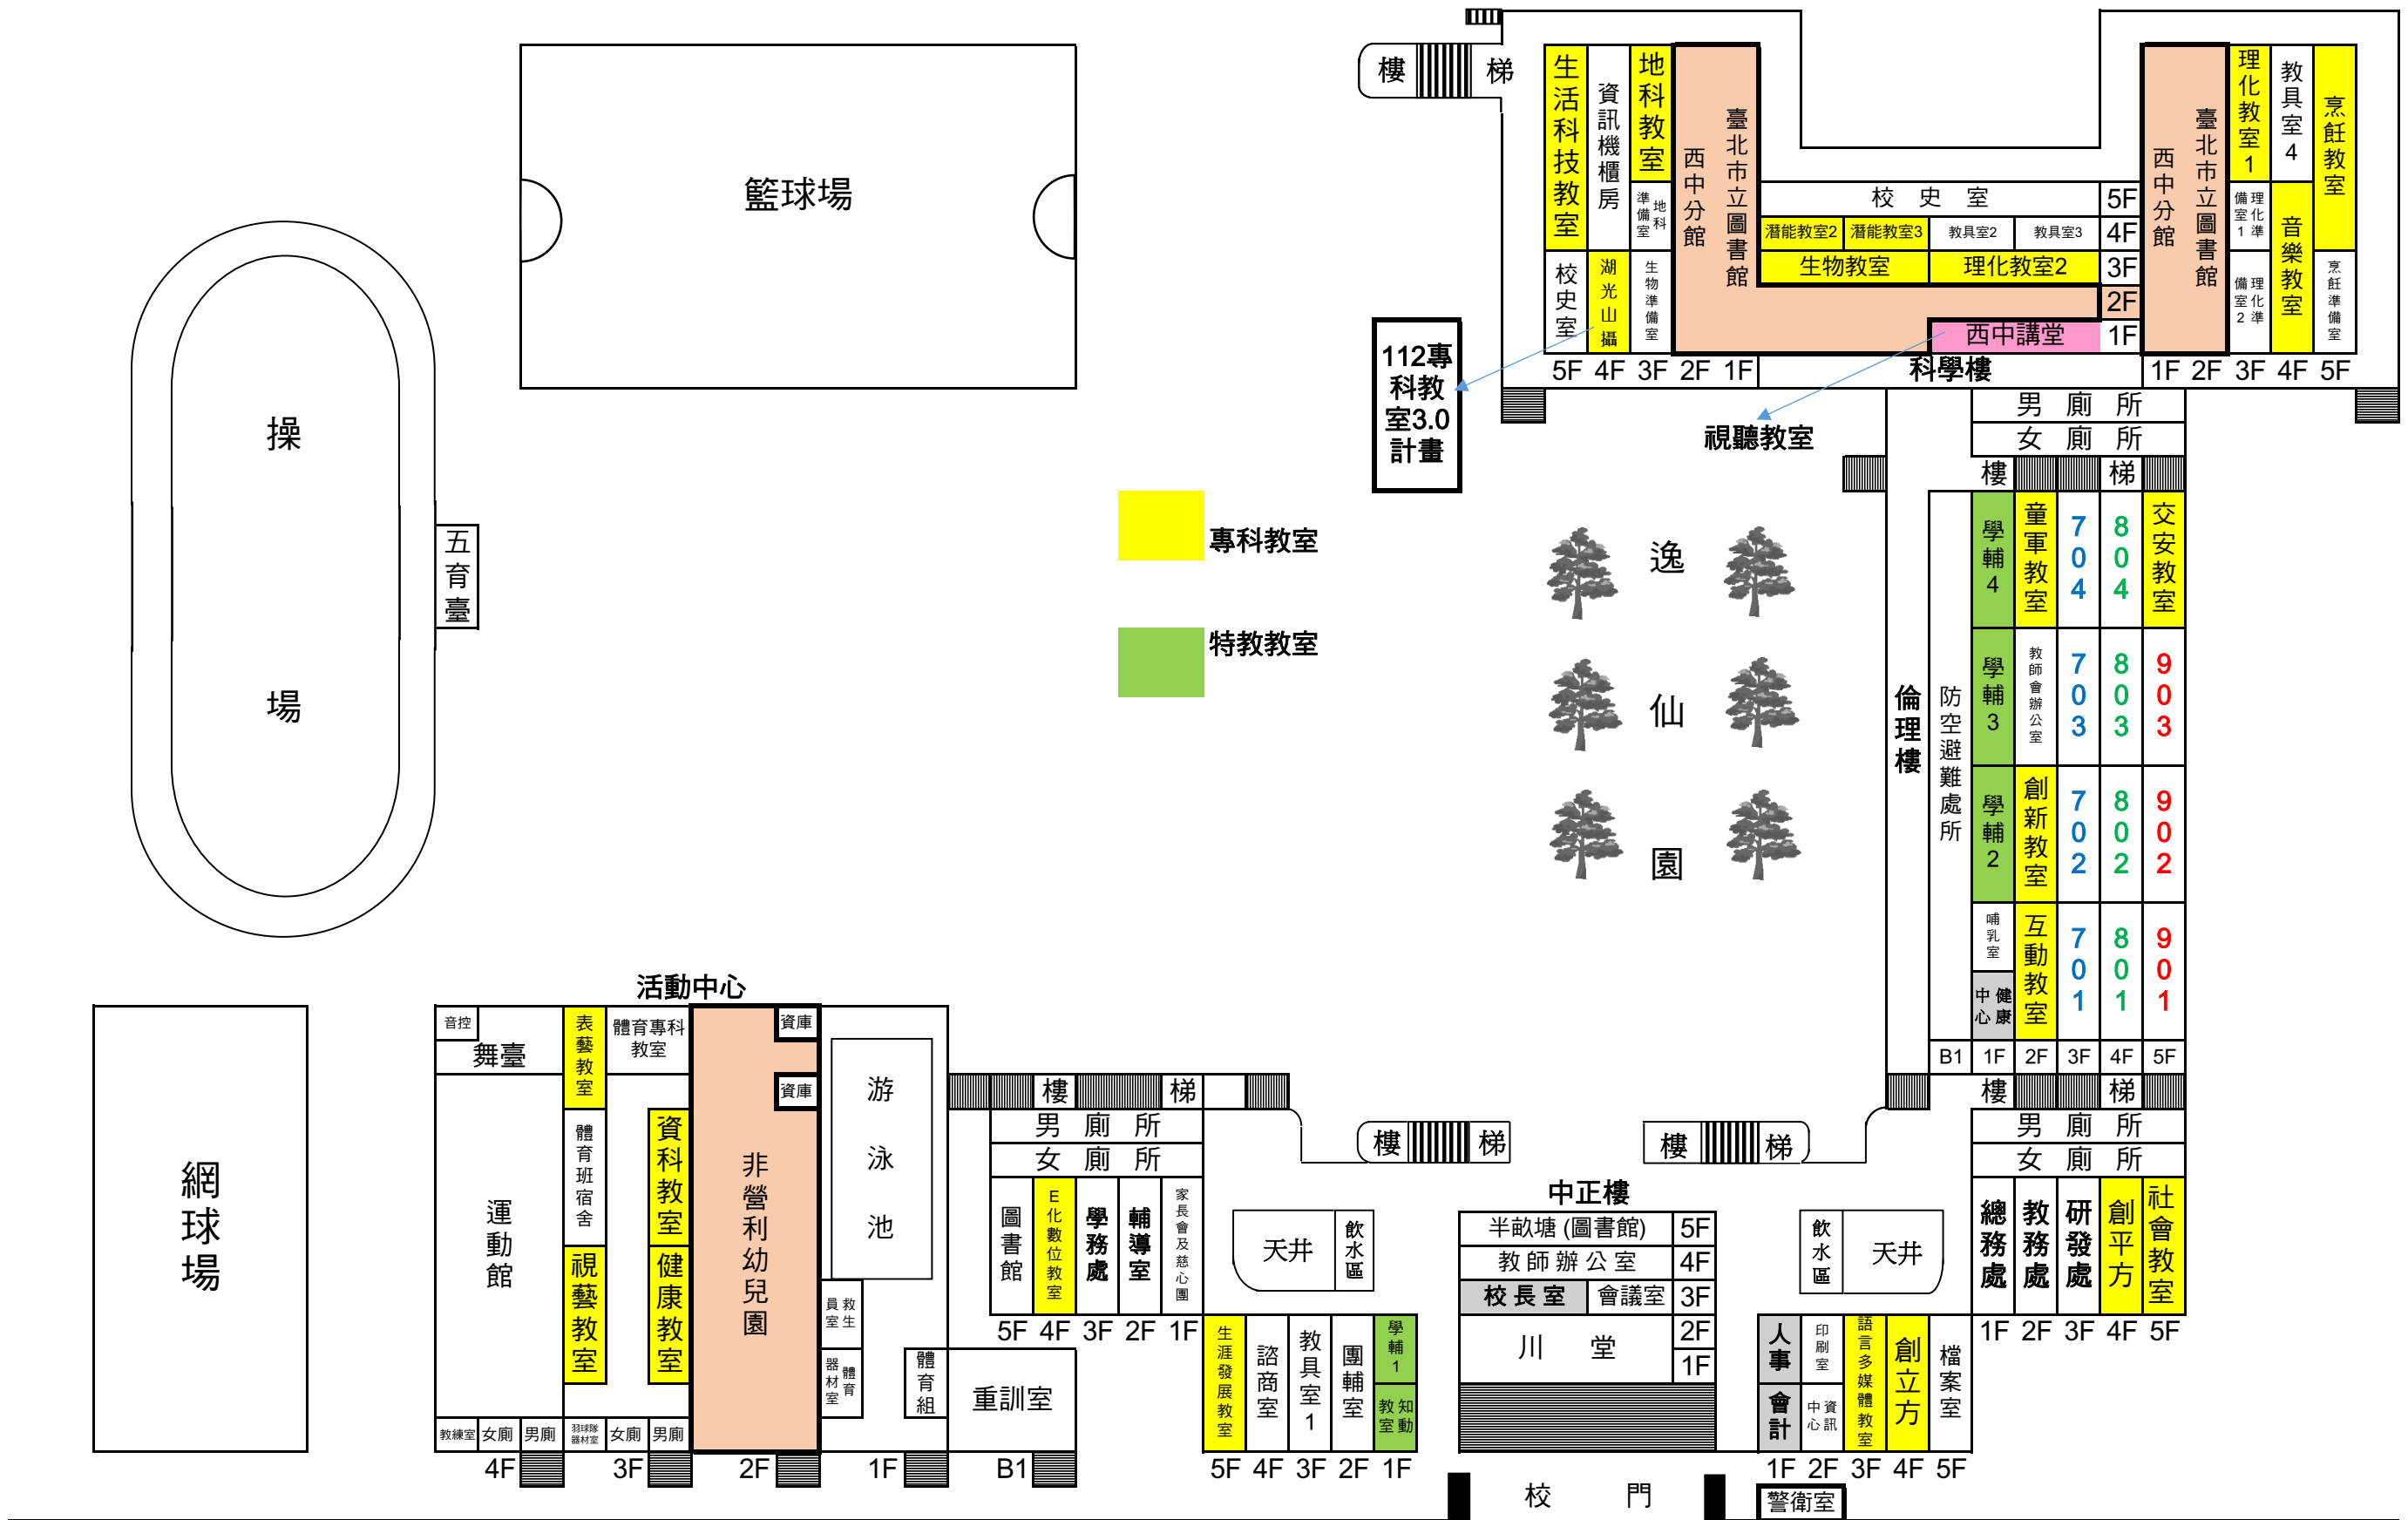 樓 梯
生活科技教室
資訊機櫃房
地科教室
地科準備室
校史室
湖光山攝
生物準備室
臺北市立圖書館
西中分館
校 史 室
5F
潛能教室2
潛能教室3
教具室2
教具室3
4F
生物教室
理化教室2
3F
2F
西中講堂
1F
臺北市立圖書館
西中分館
理化教室1
理化準備室1
理化準備室2
教具室4
音樂教室
烹飪教室
烹飪準備室
5F 4F 3F 2F 1F
科學樓
1F 2F 3F 4F 5F
籃球場
操場
五育臺
112專科教室3.0計畫
視聽教室
專科教室
特教教室
逸仙園
男 廁 所
女 廁 所
樓 梯
倫理樓
防空避難處所
學輔4
童軍教室
704
804
交安教室
學輔3
教師會辦公室
703
803
903
學輔2
創新教室
702
802
902
哺乳室
健康中心
互動教室
701
801
901
B1 1F 2F 3F 4F 5F
樓 梯
男 廁 所
女 廁 所
總務處
教務處
研發處
創平方
社會教室
1F 2F 3F 4F 5F
網球場
活動中心
音控
舞臺
運動館
教練室
女廁
男廁
表藝教室
體育專科教室
體育班宿舍
資科教室
視藝教室
健康教室
羽球隊器材室
女廁
男廁
非營利幼兒園
資庫
資庫
游泳池
救生員室
體育器材室
體育組
重訓室
4F 3F 2F 1F B1
樓 梯
男 廁 所
女 廁 所
圖書館
E化數位教室
學務處
輔導室
家長會及慈心團
5F 4F 3F 2F 1F
天井
飲水區
生涯發展教室
諮商室
教具室1
團輔室
學輔1
知動教室
5F 4F 3F 2F 1F
樓 梯
樓 梯
中正樓
半畝塘 (圖書館)
5F
教 師 辦 公 室
4F
校 長 室
會議室
3F
川 堂
2F
1F
飲水區
天井
人事
會計
印刷室
資訊中心
語言多媒體教室
創立方
檔案室
1F 2F 3F 4F 5F
校 門
警衛室